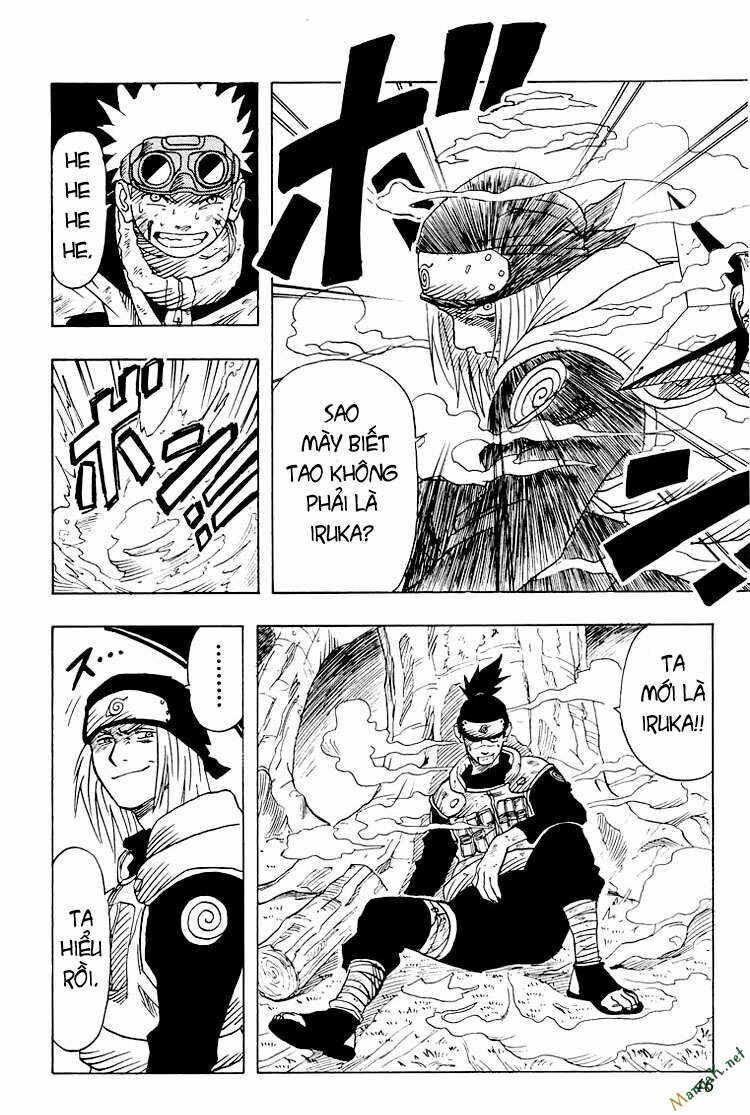 HE
HE
HE
HE.
ボ
ン
SAO
MÀY BIẾT
TAO KHÔNG
PHẢI LÀ
IRUKA?
ボ
ン
!!
ス...
.......
TA
HIỂU
RỒI.
TA
MỚI LÀ
IRUKA!!
Mangak.net